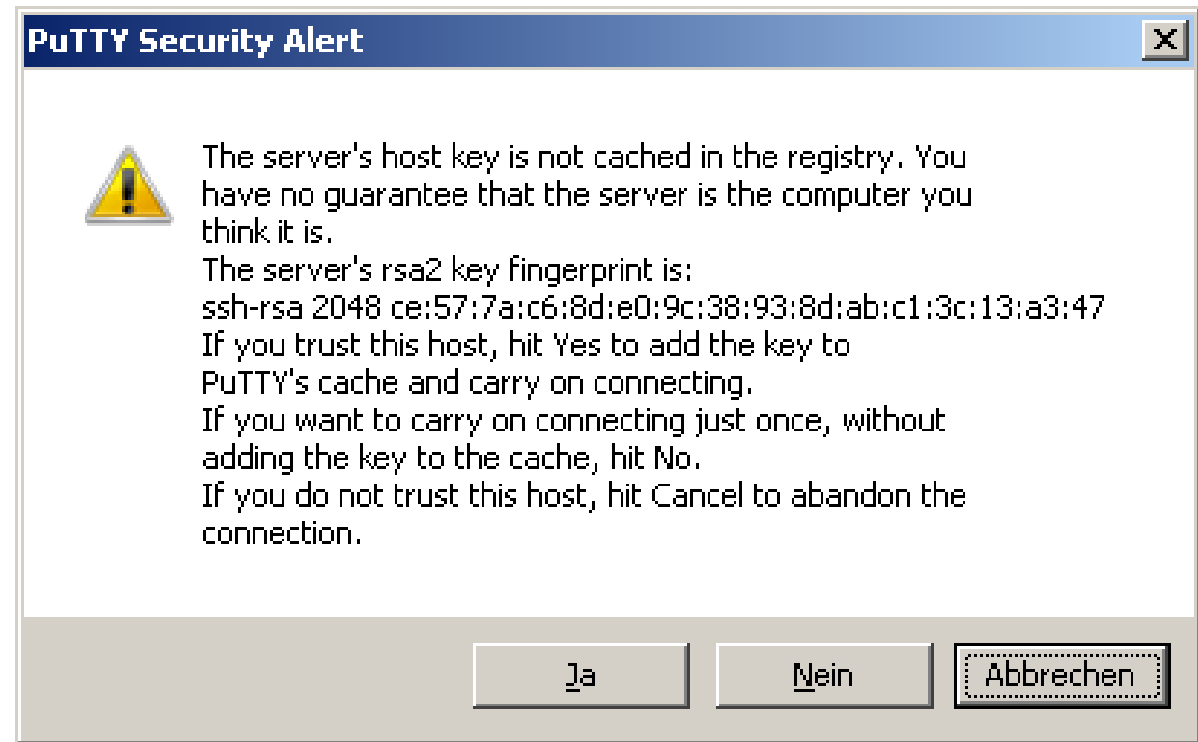 PuTTY Security Alert
The server's host key is not cached in the registry. You
have no guarantee that the server is the computer you
think it is.
The server's rsa2 key fingerprint is:
ssh-rsa 2048 ce:57:7a:c6:8d:e0:9c:38:93:8d:ab:c1:3c:13:a3:47
If you trust this host, hit Yes to add the key to
PuTTY's cache and carry on connecting.
If you want to carry on connecting just once, without
adding the key to the cache, hit No.
If you do not trust this host, hit Cancel to abandon the
connection.
Ja Nein Abbrechen